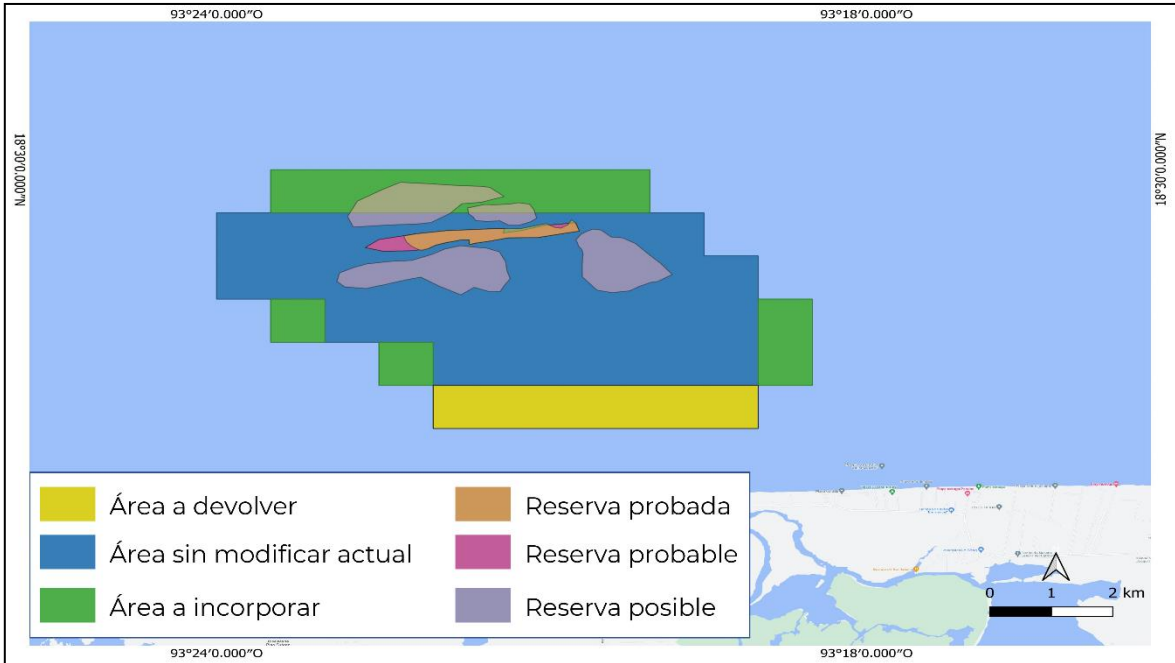 93°24'0.000"O
93°18'0.000"O
18°30'0.000"N
18°30'0.000"N
Área a devolver
Reserva probada
Área sin modificar actual
Reserva probable
Área a incorporar
Reserva posible
0 1 2 km
93°24'0.000"O
93°18'0.000"O